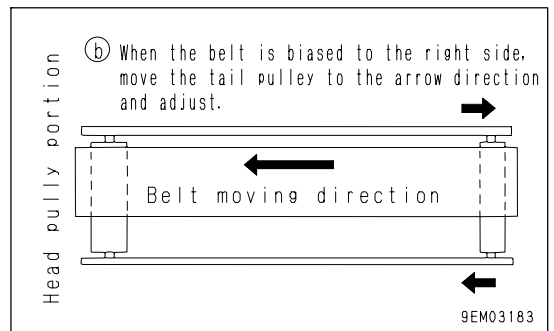 ⓑ When the belt is biased to the right side,
move the tail pulley to the arrow direction
and adjust.
Head pully portion
Belt moving direction
9EM03183